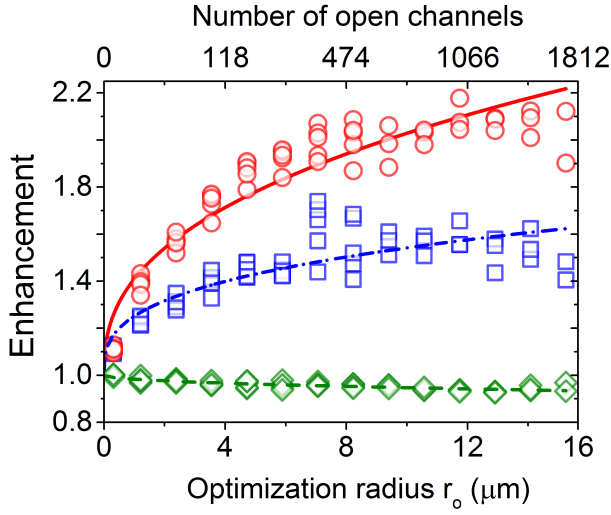 Number of open channels
0 118 474 1066 1812
Enhancement
2.2
1.8
1.4
1.0
0.8
0 4 8 12 16
Optimization radius ro (μm)